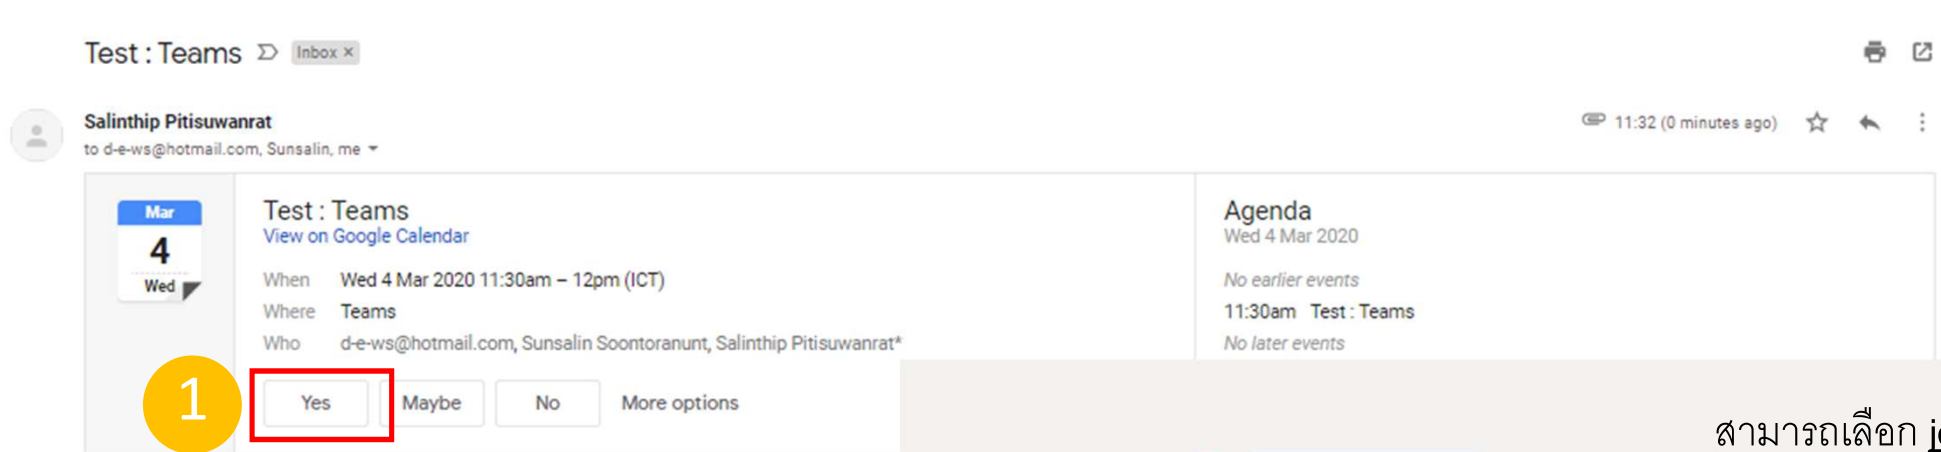 Test : Teams Inbox ×
Salinthip Pitisuwanrat
11:32 (0 minutes ago)
to d-e-ws@hotmail.com, Sunsalin, me
Mar
4
Wed
Test : Teams
View on Google Calendar
When Wed 4 Mar 2020 11:30am – 12pm (ICT)
Where Teams
Who d-e-ws@hotmail.com, Sunsalin Soontoranunt, Salinthip Pitisuwanrat*
Agenda
Wed 4 Mar 2020
No earlier events
11:30am Test : Teams
No later events
1
Yes Maybe No More options
สามารถเลือก